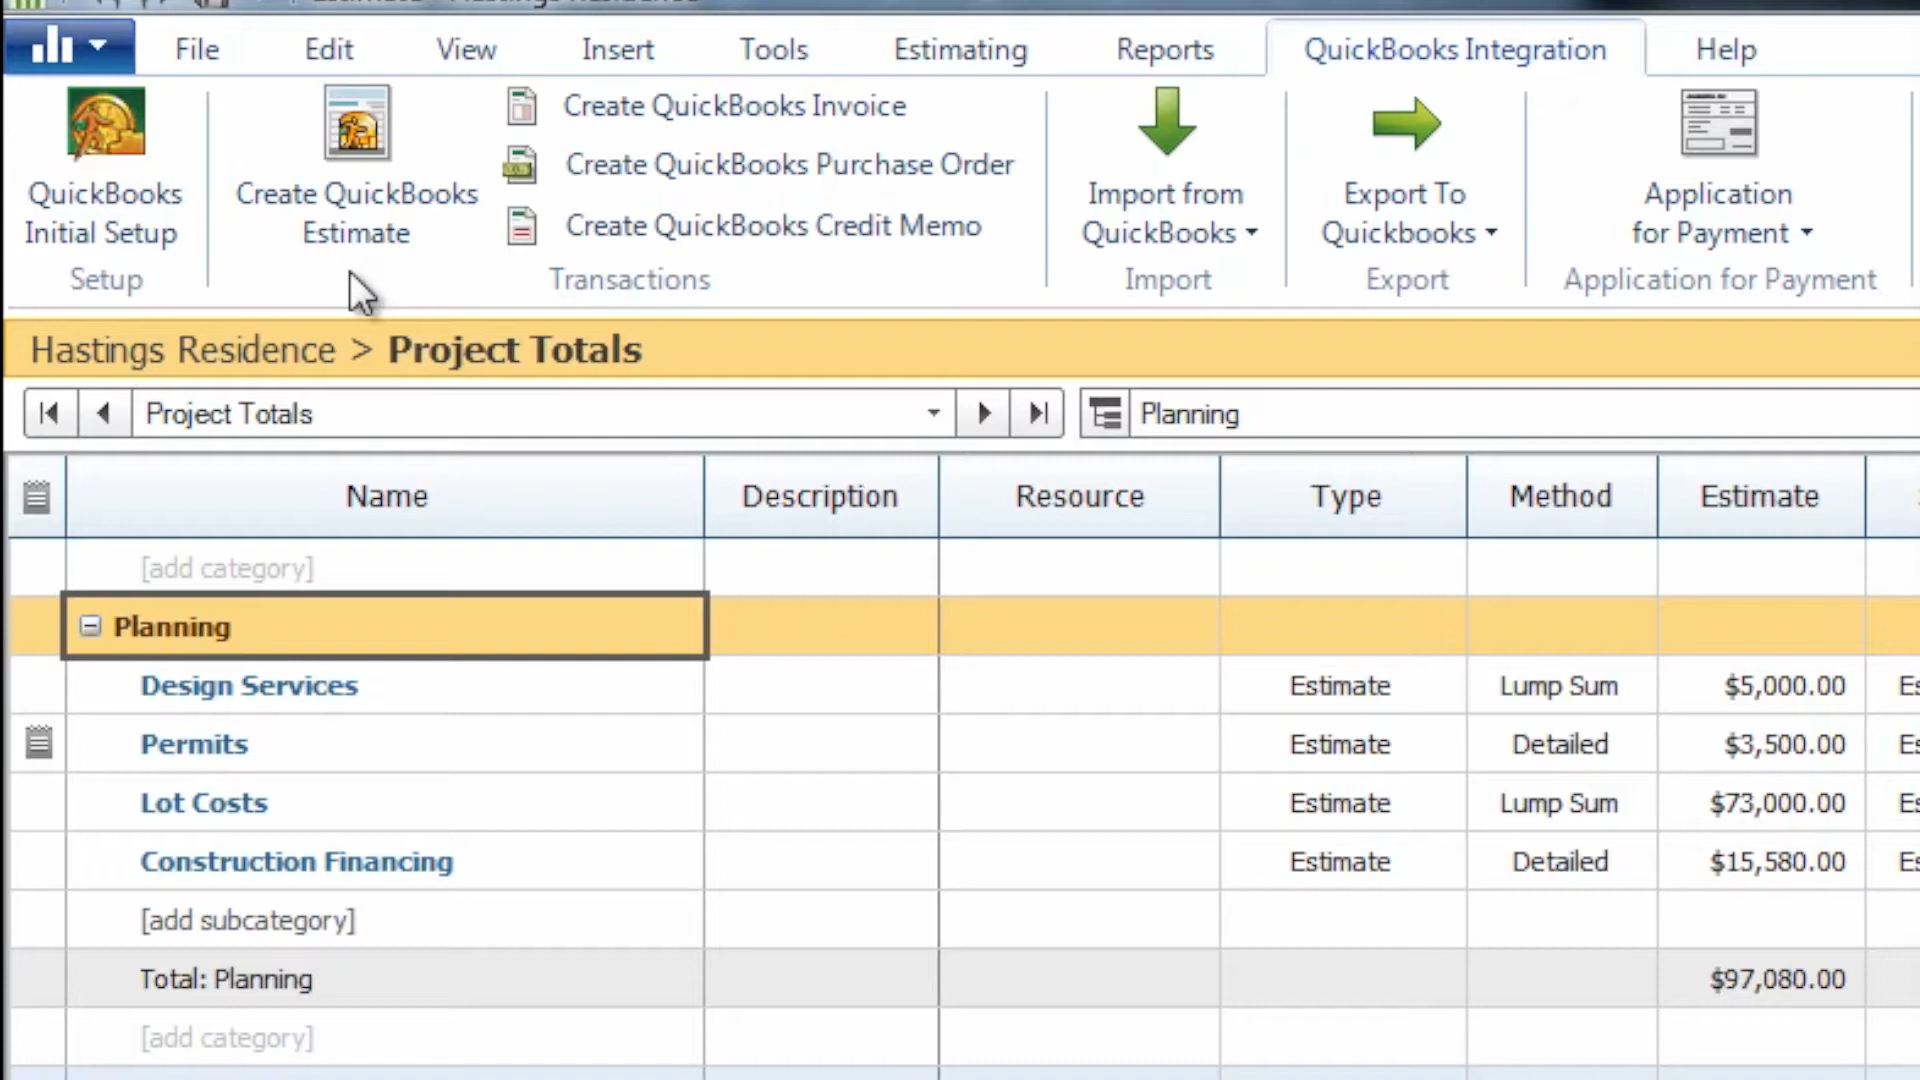 File Edit View Insert Tools Estimating Reports QuickBooks Integration Help
QuickBooks
Initial Setup
Setup
Create QuickBooks
Estimate
Create QuickBooks Invoice
Create QuickBooks Purchase Order
Create QuickBooks Credit Memo
Transactions
Import from
QuickBooks
Import
Export To
Quickbooks
Export
Application
for Payment
Application for Payment
Hastings Residence > Project Totals
Project Totals Planning
Name Description Resource Type Method Estimate
[add category]
Planning
Design Services Estimate Lump Sum $5,000.00 Es
Permits Estimate Detailed $3,500.00 Es
Lot Costs Estimate Lump Sum $73,000.00 Es
Construction Financing Estimate Detailed $15,580.00 Es
[add subcategory]
Total: Planning $97,080.00
[add category]